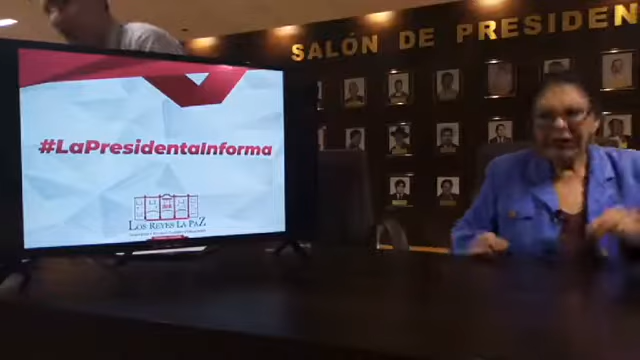 SALÓN DE PRESIDEN
#LaPresidentaInforma
LOS REYES LA PAZ